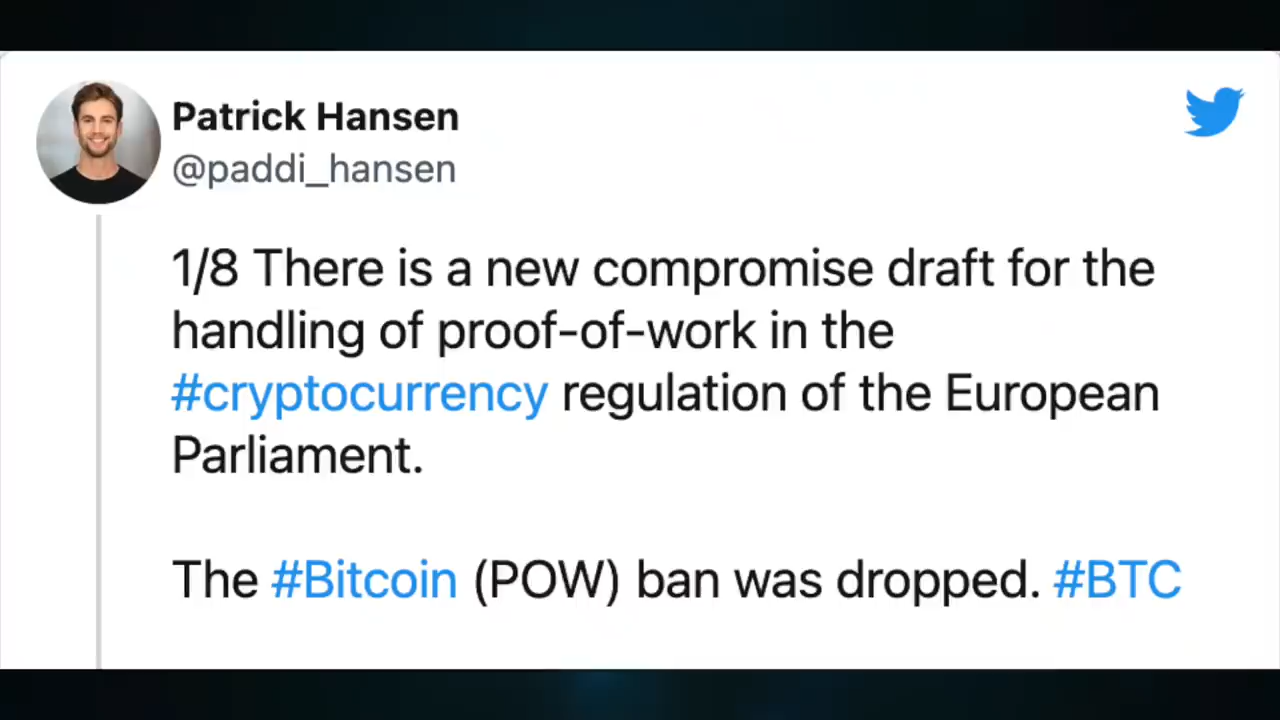 Patrick Hansen
@paddi_hansen
1/8 There is a new compromise draft for the
handling of proof-of-work in the
#cryptocurrency regulation of the European
Parliament.
The #Bitcoin (POW) ban was dropped. #BTC